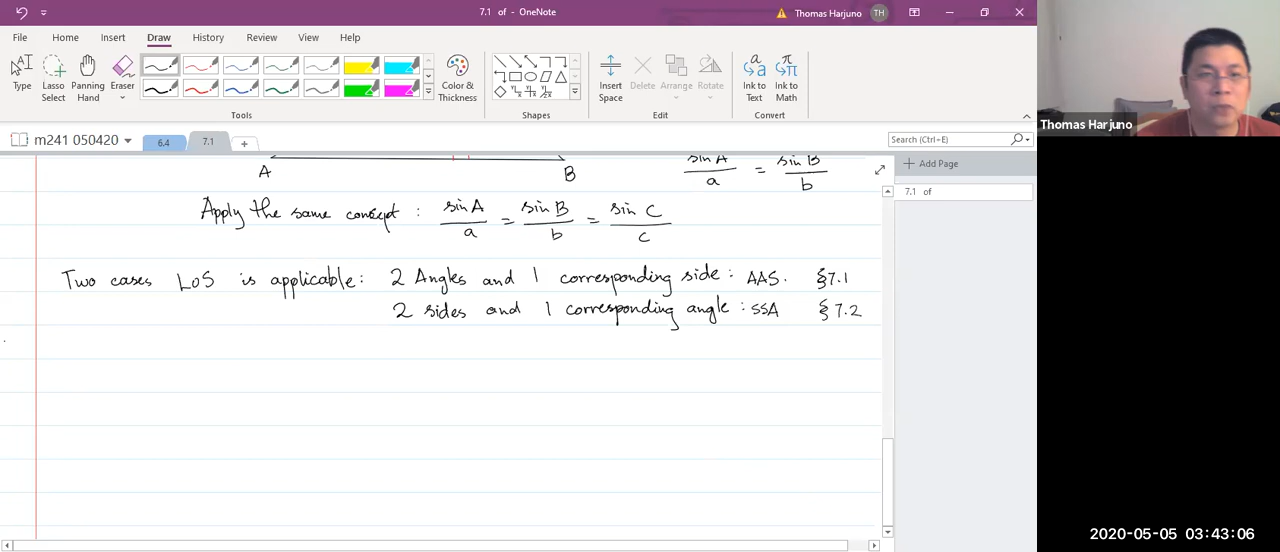 7.1 of - OneNote
Thomas Harjuno TH
File Home Insert Draw History Review View Help
Type Lasso Select Panning Hand Eraser Color & Thickness Insert Space Delete Arrange Rotate Ink to Text Ink to Math
Tools Shapes Edit Convert
m241 050420 6.4 7.1 + Search (Ctrl+E)
+ Add Page
7.1 of
A B
sin A / a = sin B / b
Apply the same concept : sin A / a = sin B / b = sin C / c
Two cases LoS is applicable: 2 Angles and 1 corresponding side : AAS. §7.1
2 sides and 1 corresponding angle : SSA §7.2
Thomas Harjuno
2020-05-05 03:43:06